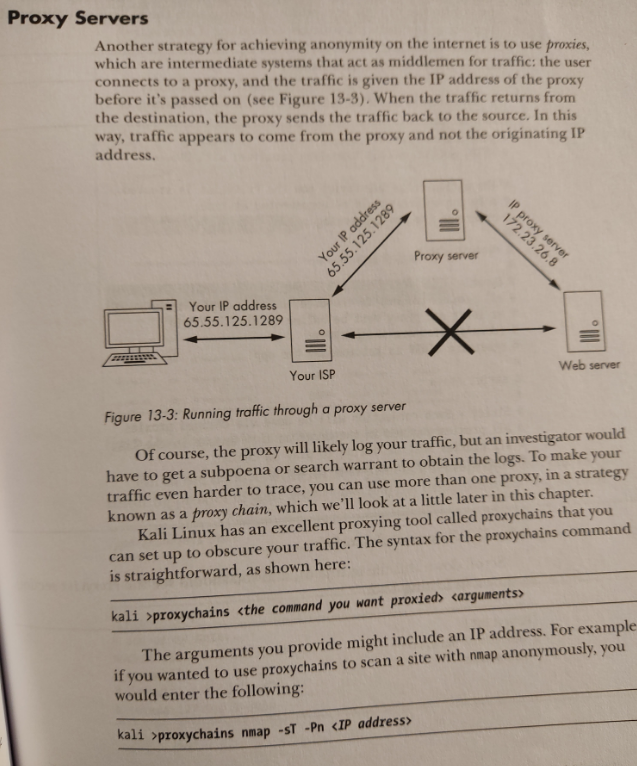 Proxy Servers
Another strategy for achieving anonymity on the internet is to use proxies,
which are intermediate systems that act as middlemen for traffic: the user
connects to a proxy, and the traffic is given the IP address of the proxy
before it's passed on (see Figure 13-3). When the traffic returns from
the destination, the proxy sends the traffic back to the source. In this
way, traffic appears to come from the proxy and not the originating IP
address.
Your IP address
65.55.125.1289
IP proxy server
172.23.26.8
Proxy server
Your IP address
65.55.125.1289
Your ISP
Web server
Figure 13-3: Running traffic through a proxy server
Of course, the proxy will likely log your traffic, but an investigator would
have to get a subpoena or search warrant to obtain the logs. To make your
traffic even harder to trace, you can use more than one proxy, in a strategy
known as a proxy chain, which we'll look at a little later in this chapter.
Kali Linux has an excellent proxying tool called proxychains that you
can set up to obscure your traffic. The syntax for the proxychains command
is straightforward, as shown here:
kali >proxychains <the command you want proxied> <arguments>
The arguments you provide might include an IP address. For example
if you wanted to use proxychains to scan a site with nmap anonymously, you
would enter the following:
kali >proxychains nmap -sT -Pn <IP address>